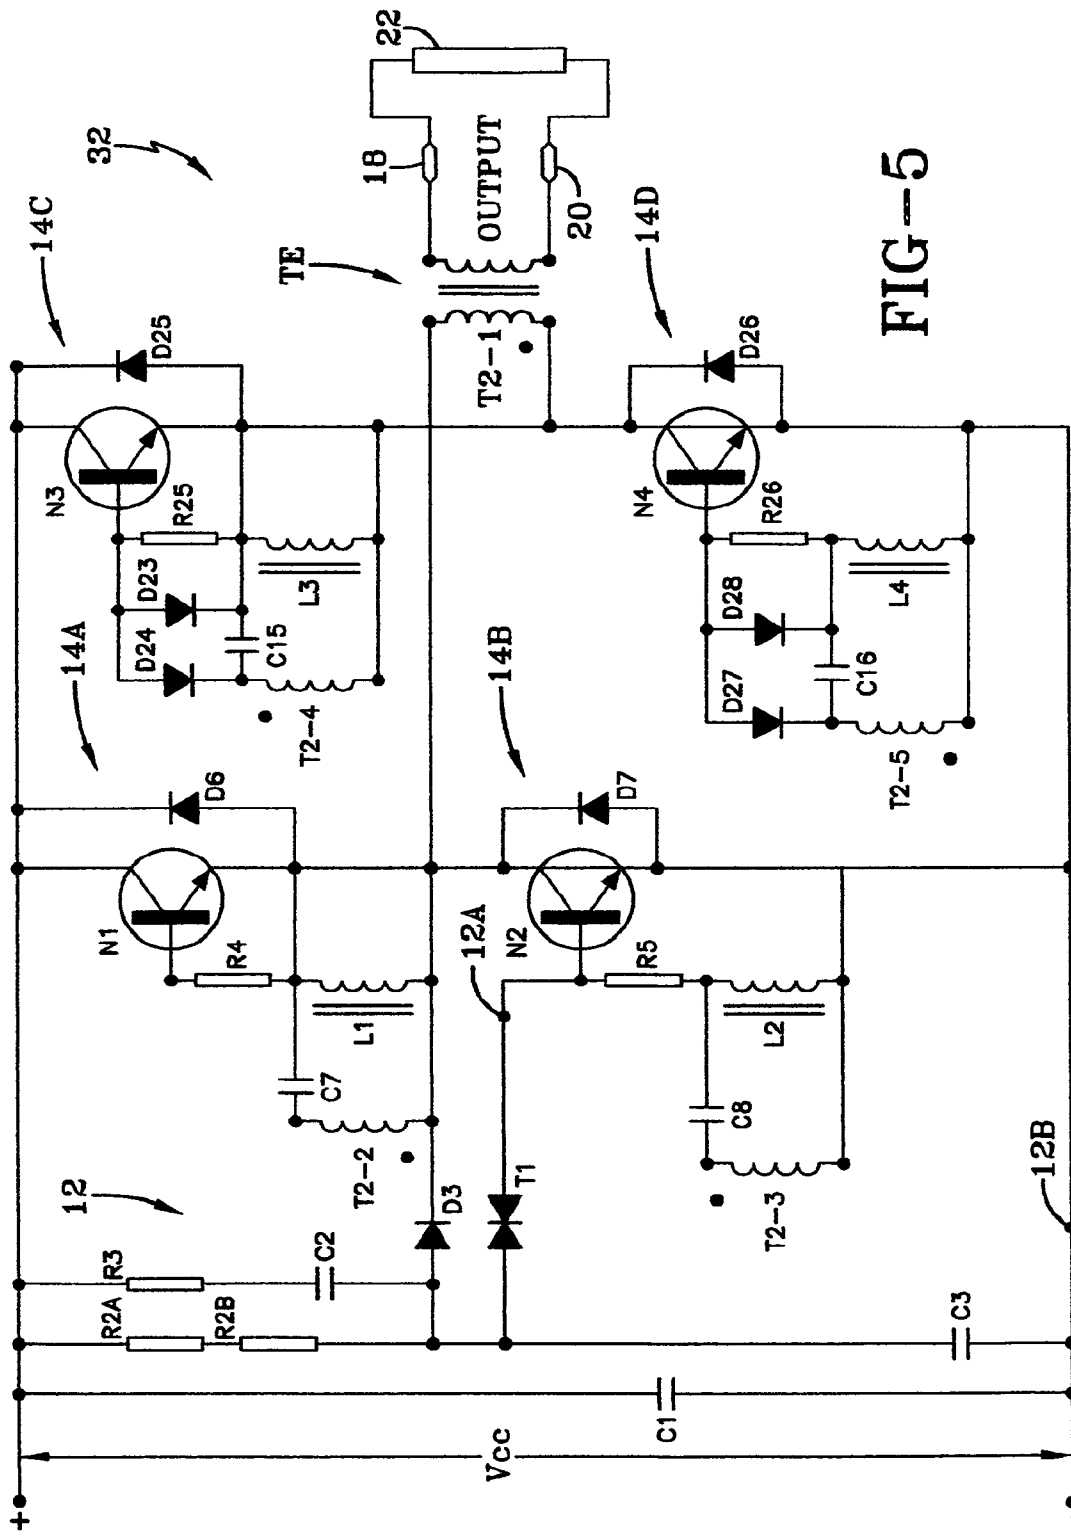 +
Vcc
C1
R2A
R2B
R3
C2
C3
12
D3
T1
12A
12B
T2-2
C7
L1
R4
N1
D6
14A
T2-3
C8
L2
R5
N2
D7
14B
T2-4
D24
D23
C15
L3
R25
N3
D25
14C
T2-5
D27
D28
C16
L4
R26
N4
D26
14D
T2-1
TE
OUTPUT
18
20
22
32
FIG-5